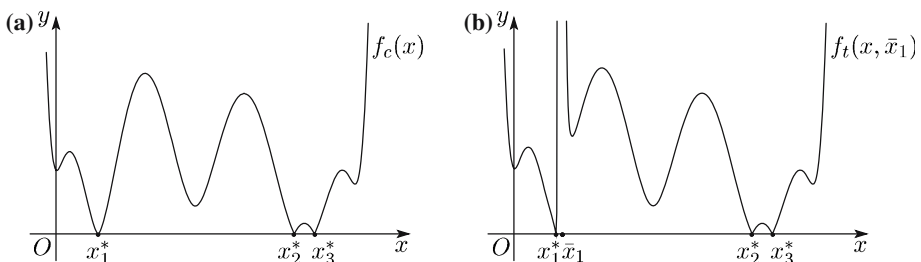 (a) y f_c(x)
O x_1^* x_2^* x_3^* x
(b) y f_t(x, x̄_1)
O x_1^* x̄_1 x_2^* x_3^* x